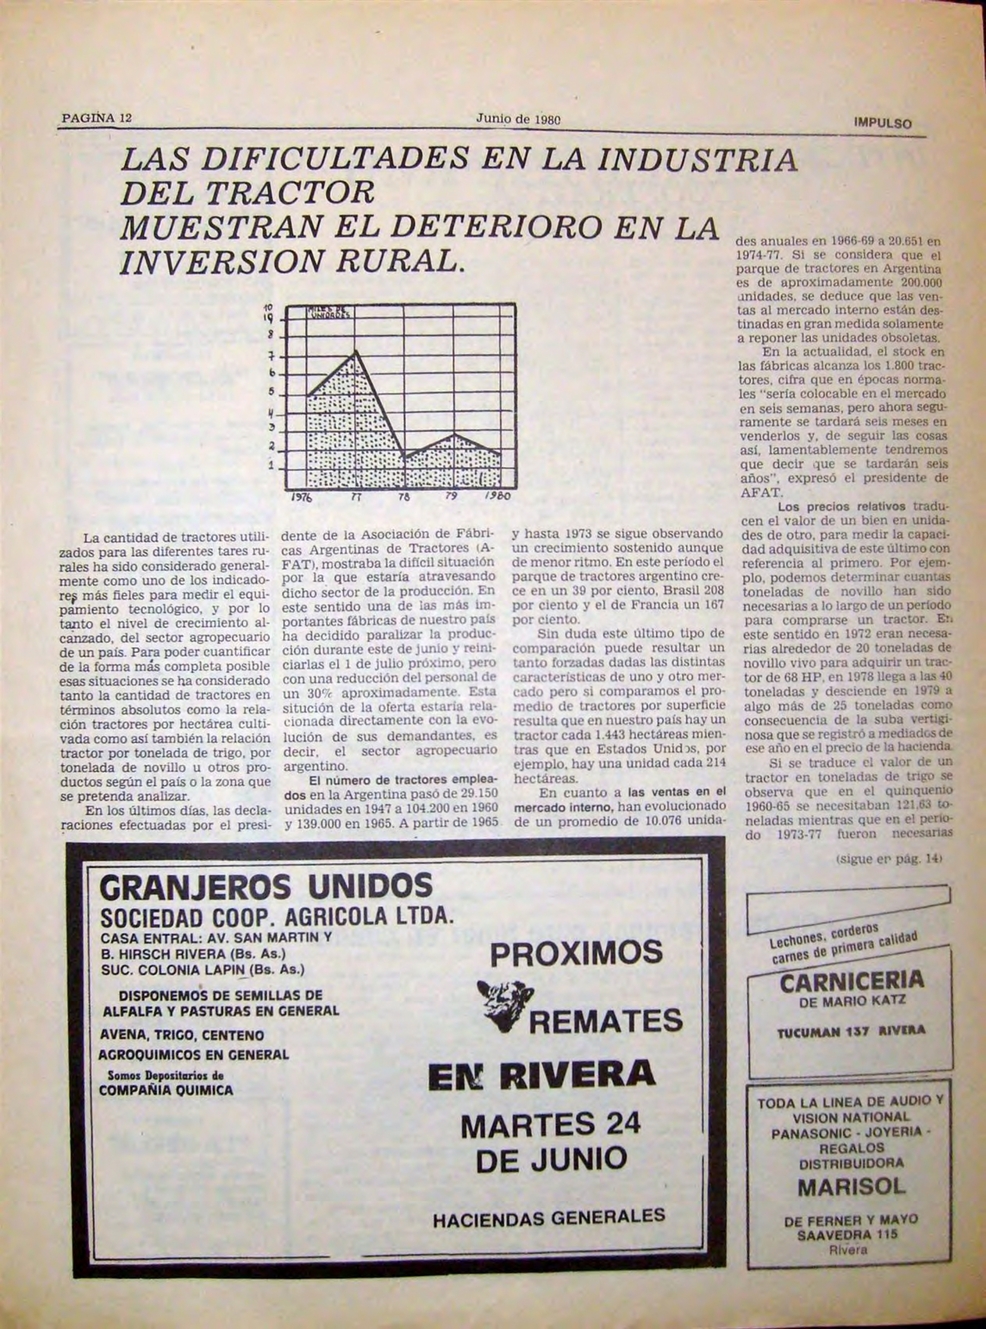 PAGINA 12
Junio de 1980
IMPULSO
LAS DIFICULTADES EN LA INDUSTRIA
DEL TRACTOR
MUESTRAN EL DETERIORO EN LA
INVERSION RURAL.
MILES DE
UNIDADES
10
9
8
7
6
5
4
3
2
1
1976 77 78 79 1980
La cantidad de tractores utili-
zados para las diferentes tares ru-
rales ha sido considerado general-
mente como uno de los indicado-
res más fieles para medir el equi-
pamiento tecnológico, y por lo
tanto el nivel de crecimiento al-
canzado, del sector agropecuario
de un país. Para poder cuantificar
de la forma más completa posible
esas situaciones se ha considerado
tanto la cantidad de tractores en
términos absolutos como la rela-
ción tractores por hectárea culti-
vada como así también la relación
tractor por tonelada de trigo, por
tonelada de novillo u otros pro-
ductos según el país o la zona que
se pretenda analizar.
En los últimos días, las decla-
raciones efectuadas por el presi-
dente de la Asociación de Fábri-
cas Argentinas de Tractores (A-
FAT), mostraba la difícil situación
por la que estaría atravesando
dicho sector de la producción. En
este sentido una de las más im-
portantes fábricas de nuestro país
ha decidido paralizar la produc-
ción durante este de junio y reini-
ciarlas el 1 de julio próximo, pero
con una reducción del personal de
un 30% aproximadamente. Esta
situción de la oferta estaría rela-
cionada directamente con la evo-
lución de sus demandantes, es
decir, el sector agropecuario
argentino.
El número de tractores emplea-
dos en la Argentina pasó de 29.150
unidades en 1947 a 104.200 en 1960
y 139.000 en 1965. A partir de 1965
y hasta 1973 se sigue observando
un crecimiento sostenido aunque
de menor ritmo. En este período el
parque de tractores argentino cre-
ce en un 39 por ciento, Brasil 208
por ciento y el de Francia un 167
por ciento.
Sin duda este último tipo de
comparación puede resultar un
tanto forzadas dadas las distintas
características de uno y otro mer-
cado pero si comparamos el pro-
medio de tractores por superficie
resulta que en nuestro país hay un
tractor cada 1.443 hectáreas mien-
tras que en Estados Unidos, por
ejemplo, hay una unidad cada 214
hectáreas.
En cuanto a las ventas en el
mercado interno, han evolucionado
de un promedio de 10.076 unida-
des anuales en 1966-69 a 20.651 en
1974-77. Si se considera que el
parque de tractores en Argentina
es de aproximadamente 200.000
unidades, se deduce que las ven-
tas al mercado interno están des-
tinadas en gran medida solamente
a reponer las unidades obsoletas.
En la actualidad, el stock en
las fábricas alcanza los 1.800 trac-
tores, cifra que en épocas norma-
les "sería colocable en el mercado
en seis semanas, pero ahora segu-
ramente se tardará seis meses en
venderlos y, de seguir las cosas
así, lamentablemente tendremos
que decir que se tardarán seis
años", expresó el presidente de
AFAT.
Los precios relativos tradu-
cen el valor de un bien en unida-
des de otro, para medir la capaci-
dad adquisitiva de este último con
referencia al primero. Por ejem-
plo, podemos determinar cuantas
toneladas de novillo han sido
necesarias a lo largo de un período
para comprarse un tractor. En
este sentido en 1972 eran necesa-
rias alrededor de 20 toneladas de
novillo vivo para adquirir un trac-
tor de 68 HP, en 1978 llega a las 40
toneladas y desciende en 1979 a
algo más de 25 toneladas como
consecuencia de la suba vertigi-
nosa que se registró a mediados de
ese año en el precio de la hacienda.
Si se traduce el valor de un
tractor en toneladas de trigo se
observa que en el quinquenio
1960-65 se necesitaban 121,63 to-
neladas mientras que en el perío-
do 1973-77 fueron necesarias
(sigue en pág. 14)
GRANJEROS UNIDOS
SOCIEDAD COOP. AGRICOLA LTDA.
CASA ENTRAL: AV. SAN MARTIN Y
B. HIRSCH RIVERA (Bs. As.)
SUC. COLONIA LAPIN (Bs. As.)
DISPONEMOS DE SEMILLAS DE
ALFALFA Y PASTURAS EN GENERAL
AVENA, TRIGO, CENTENO
AGROQUIMICOS EN GENERAL
Somos Depositarios de
COMPAÑIA QUIMICA
PROXIMOS
REMATES
EN RIVERA
MARTES 24
DE JUNIO
HACIENDAS GENERALES
Lechones, corderos
carnes de primera calidad
CARNICERIA
DE MARIO KATZ
TUCUMAN 137 RIVERA
TODA LA LINEA DE AUDIO Y
VISION NATIONAL
PANASONIC - JOYERIA -
REGALOS
DISTRIBUIDORA
MARISOL
DE FERNER Y MAYO
SAAVEDRA 115
Rivera